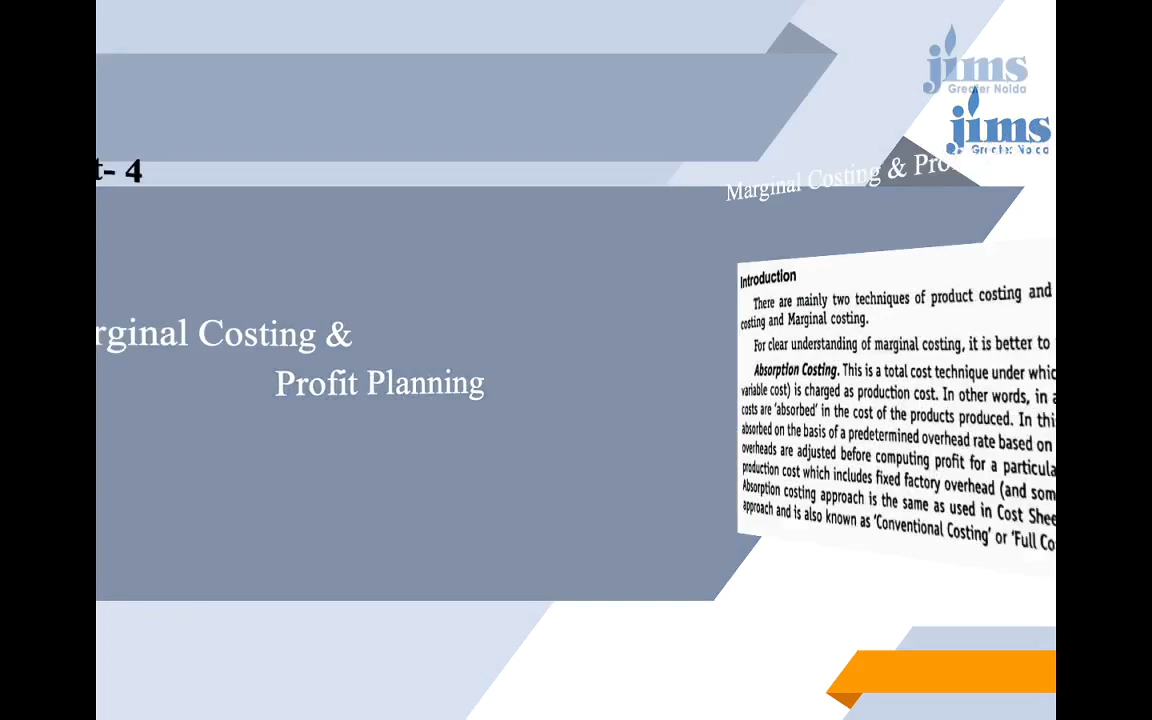 jims
Greater Noida
jims
Greater Noida
t- 4
Marginal Costing & Pro
rginal Costing &
Profit Planning
Introduction
There are mainly two techniques of product costing and
costing and Marginal costing.
For clear understanding of marginal costing, it is better to
Absorption Costing. This is a total cost technique under whic
variable cost) is charged as production cost. In other words, in a
costs are 'absorbed' in the cost of the products produced. In this
absorbed on the basis of a predetermined overhead rate based on
overheads are adjusted before computing profit for a particula
production cost which includes fixed factory overhead (and som
Absorption costing approach is the same as used in Cost Shee
approach and is also known as 'Conventional Costing' or 'Full Co